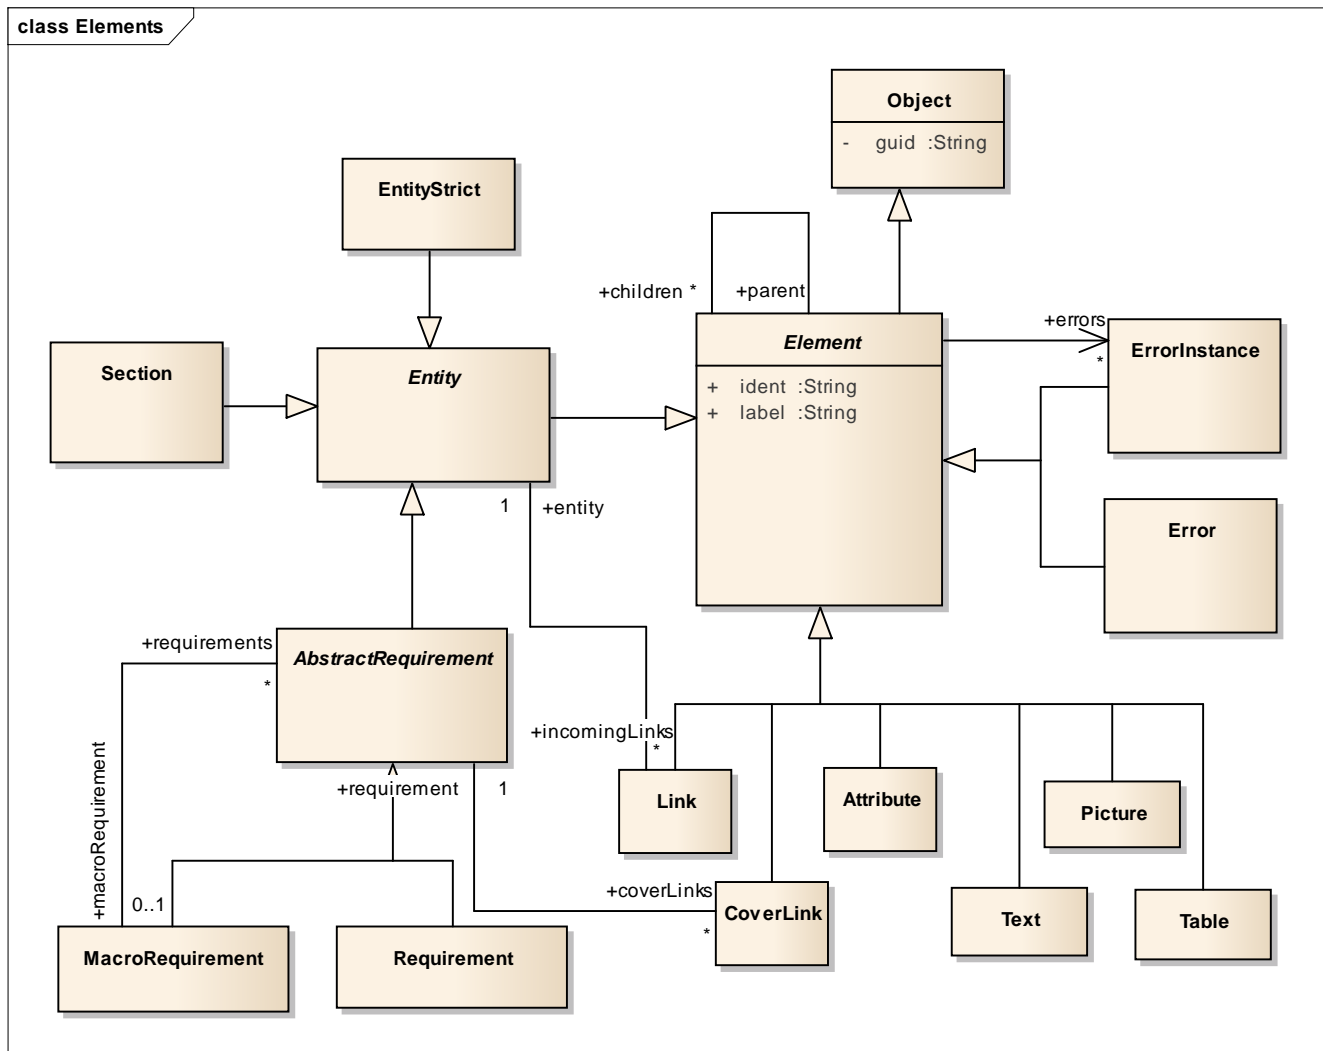 class Elements
Object
- guid :String
EntityStrict
+children *
+parent
Element
+ ident :String
+ label :String
+errors
*
ErrorInstance
Section
Entity
1
+entity
Error
+requirements
*
AbstractRequirement
+macroRequirement
+requirement
1
+incomingLinks
*
Link
Attribute
Picture
0..1
+coverLinks
*
CoverLink
Text
Table
MacroRequirement
Requirement